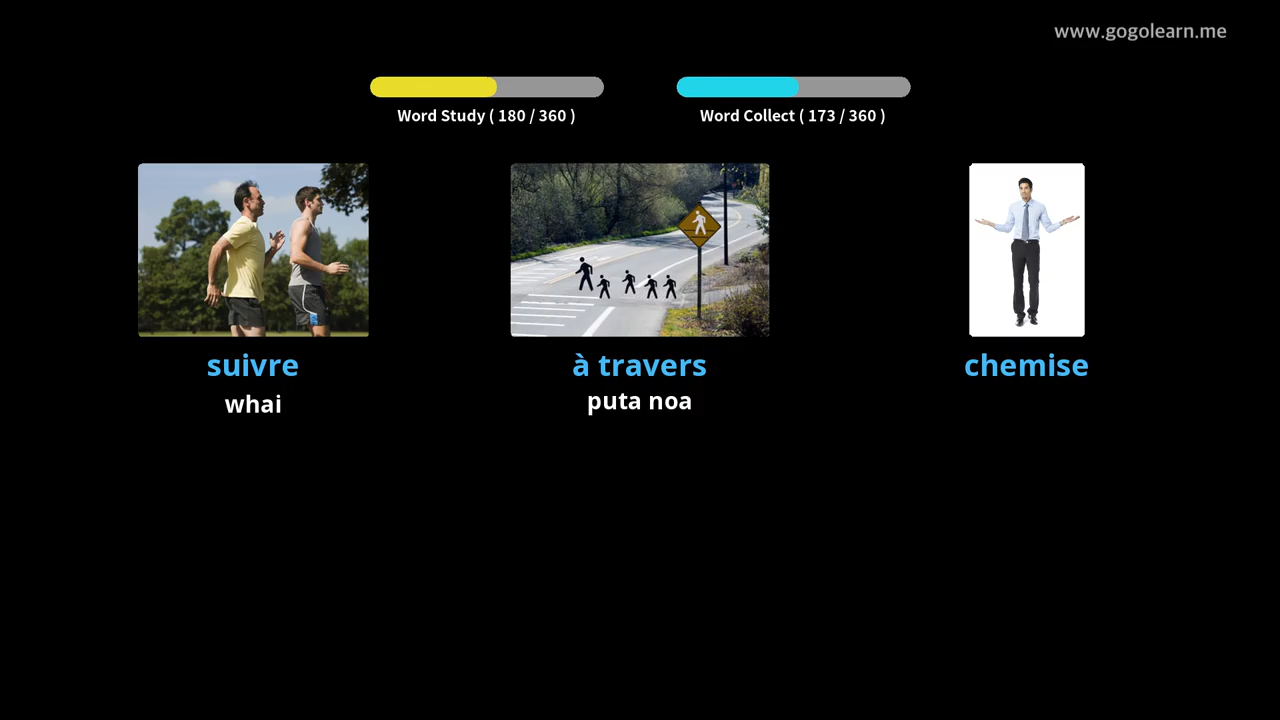 www.gogolearn.me
Word Study ( 180 / 360 )
Word Collect ( 173 / 360 )
suivre
à travers
chemise
whai
puta noa